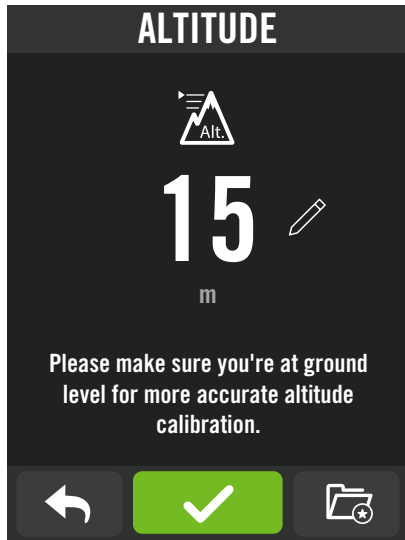 ALTITUDE
Alt.
15
m
Please make sure you're at ground
level for more accurate altitude
calibration.